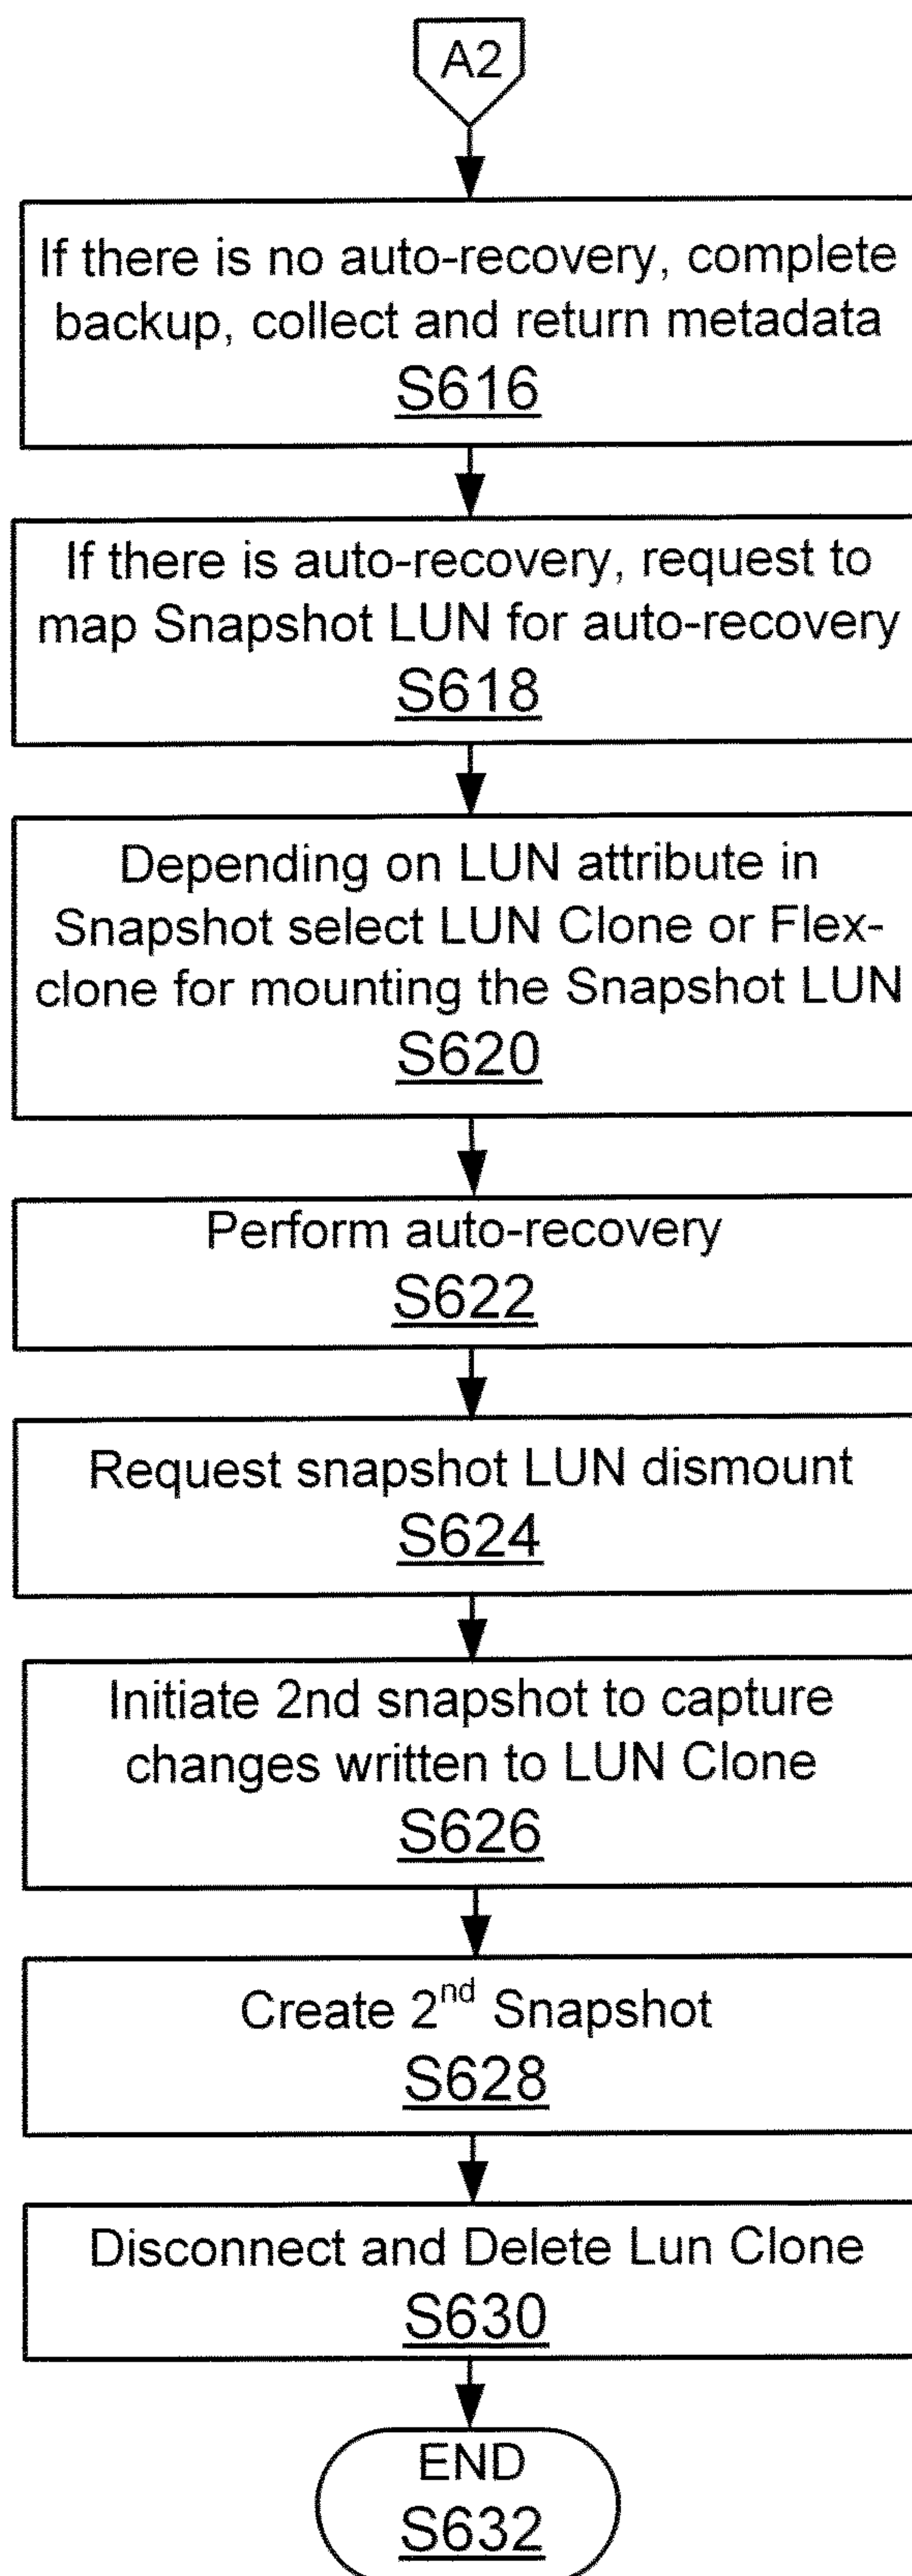 A2
If there is no auto-recovery, complete
backup, collect and return metadata
S616
If there is auto-recovery, request to
map Snapshot LUN for auto-recovery
S618
Depending on LUN attribute in
Snapshot select LUN Clone or Flex-
clone for mounting the Snapshot LUN
S620
Perform auto-recovery
S622
Request snapshot LUN dismount
S624
Initiate 2nd snapshot to capture
changes written to LUN Clone
S626
Create 2nd Snapshot
S628
Disconnect and Delete Lun Clone
S630
END
S632